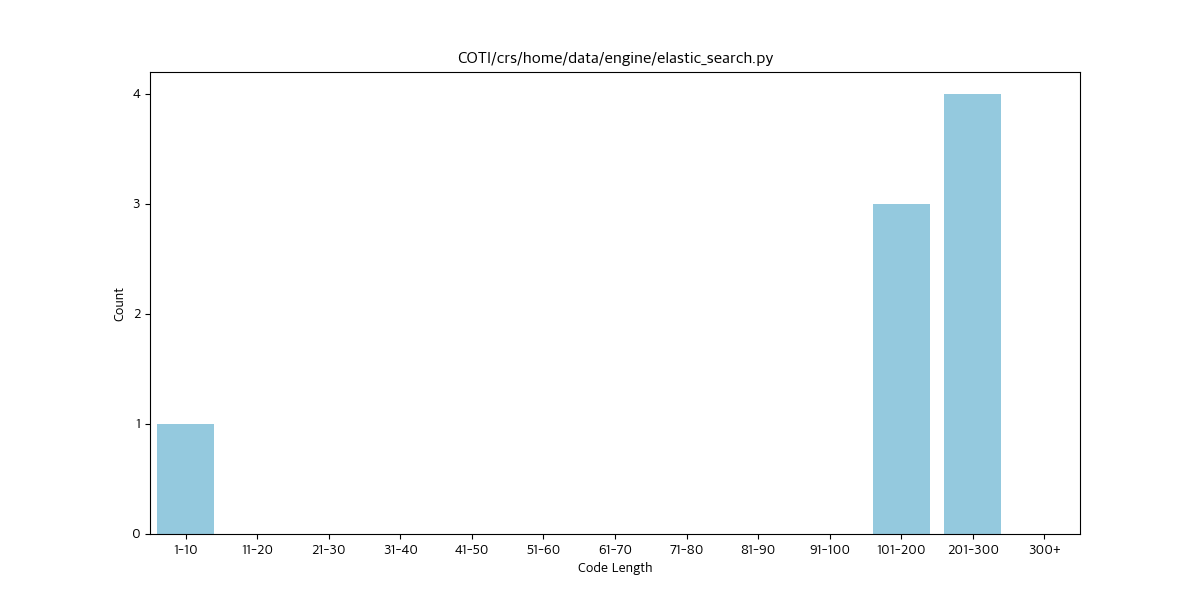 COTI/crs/home/data/engine/elastic_search.py
4
3
2
1
0
Count
1-10 11-20 21-30 31-40 41-50 51-60 61-70 71-80 81-90 91-100 101-200 201-300 300+
Code Length